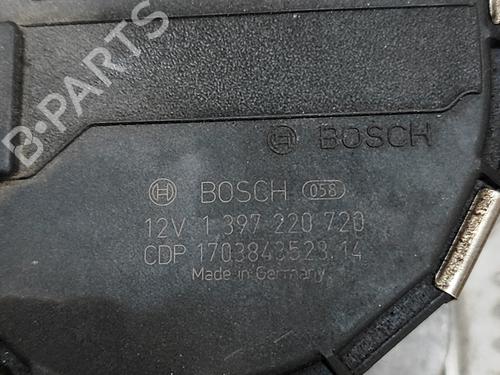 B-PARTS
BOSCH
BOSCH 058
12V 1 397 220 720
CDP 1703843523.14
Made in Germany